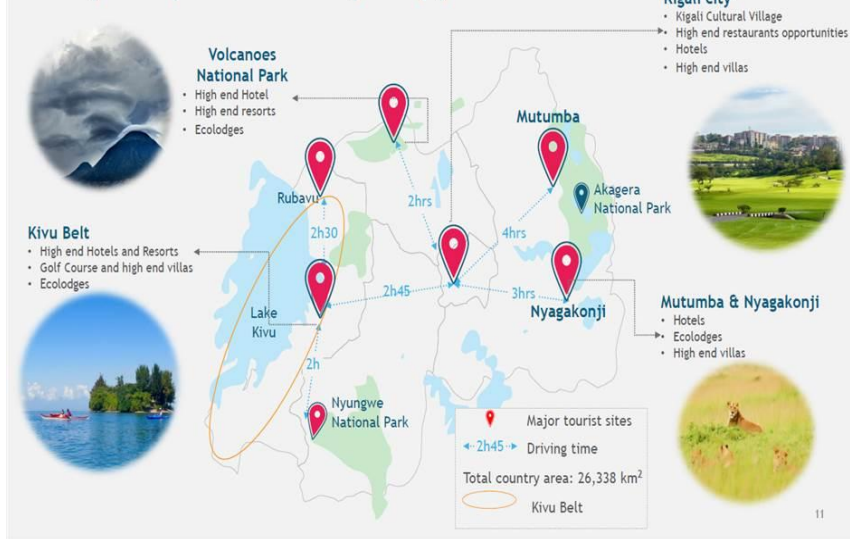 Kigali City
• Kigali Cultural Village
• High end restaurants opportunities
• Hotels
• High end villas
Volcanoes
National Park
• High end Hotel
• High end resorts
• Ecolodges
Mutumba
Rubavu
Akagera
National Park
2hrs
4hrs
2h30
Kivu Belt
• High end Hotels and Resorts
• Golf Course and high end villas
• Ecolodges
2h45
3hrs
Lake
Kivu
Nyagakonji
Mutumba & Nyagakonji
• Hotels
• Ecolodges
• High end villas
2h
Nyungwe
National Park
Major tourist sites
2h45 Driving time
Total country area: 26,338 km²
Kivu Belt
11